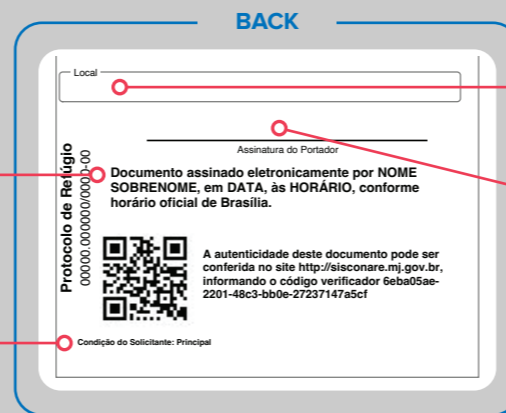 BACK
Local
Assinatura do Portador
Protocolo de Refúgio
00000.000000/0000-00
Documento assinado eletronicamente por NOME
SOBRENOME, em DATA, às HORÁRIO, conforme
horário oficial de Brasília.
A autenticidade deste documento pode ser
conferida no site http://sisconare.mj.gov.br,
informando o código verificador 6eba05ae-
2201-48c3-bb0e-27237147a5cf
Condição do Solicitante: Principal